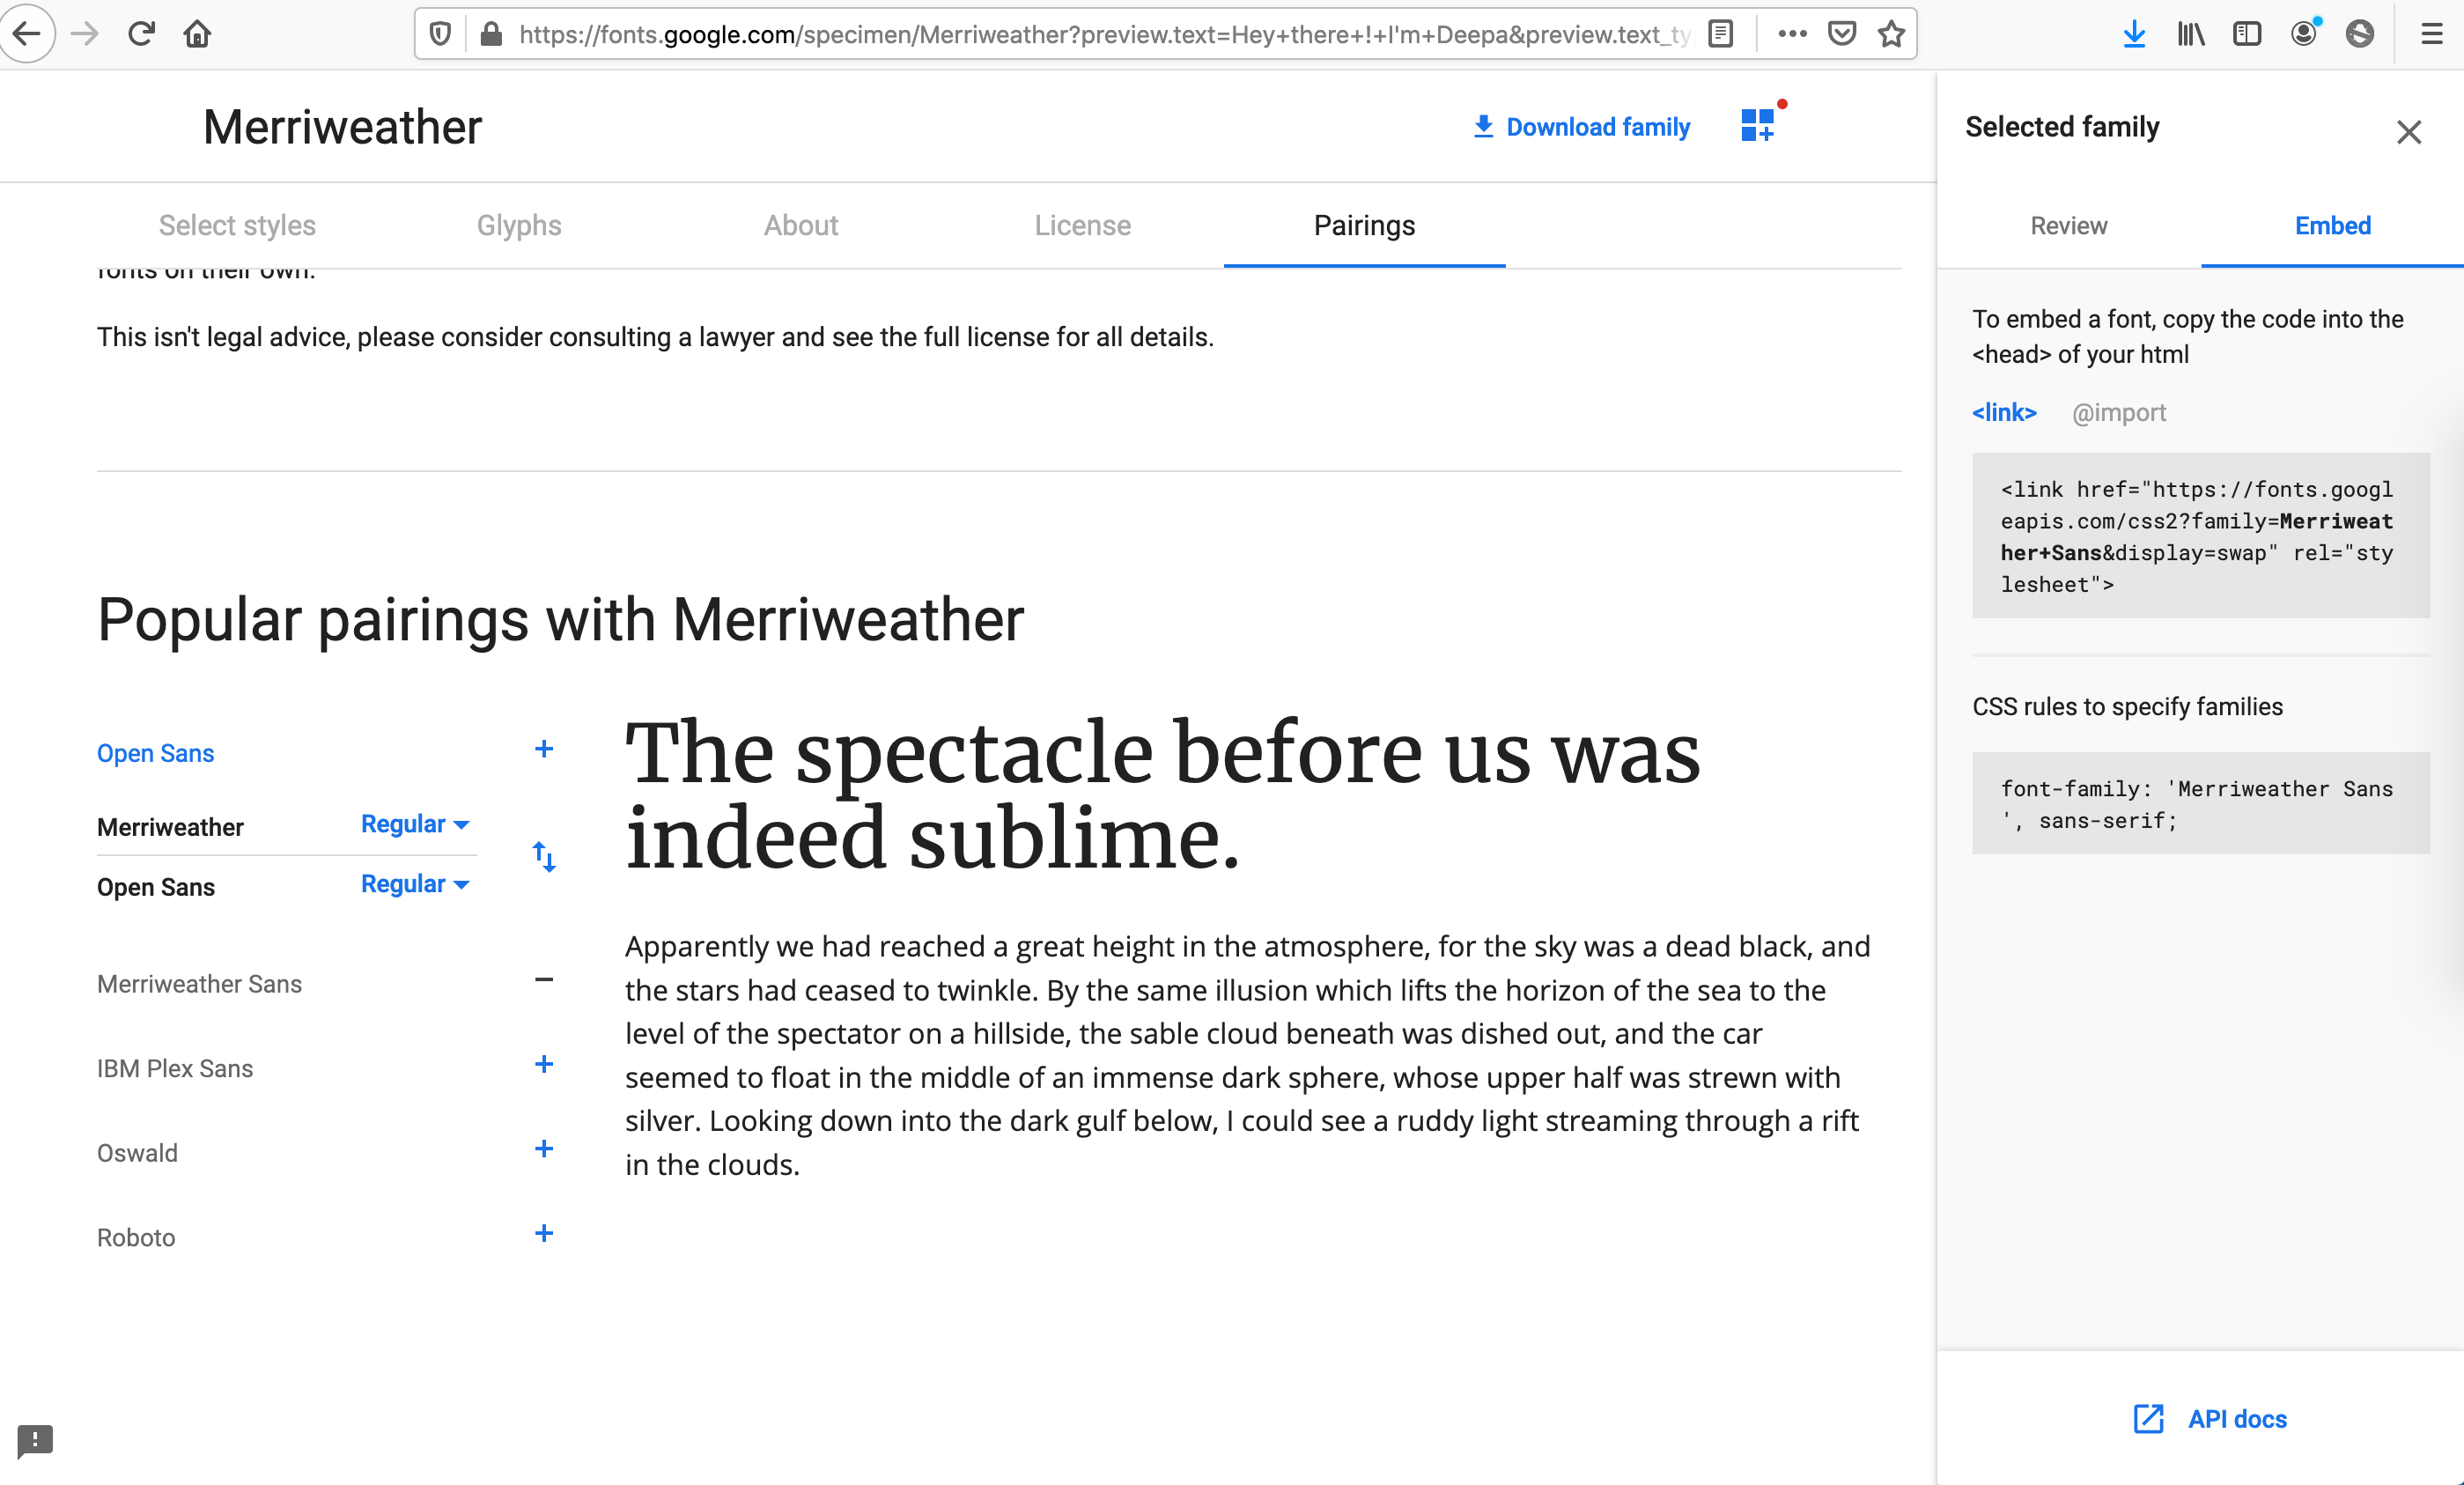 https://fonts.google.com/specimen/Merriweather?preview.text=Hey+there+!+I'm+Deepa&preview.text_ty
Merriweather
Download family
Select styles
Glyphs
About
License
Pairings
fonts on their own.
This isn't legal advice, please consider consulting a lawyer and see the full license for all details.
Popular pairings with Merriweather
Open Sans
Merriweather Regular
Open Sans Regular
Merriweather Sans
IBM Plex Sans
Oswald
Roboto
The spectacle before us was
indeed sublime.
Apparently we had reached a great height in the atmosphere, for the sky was a dead black, and
the stars had ceased to twinkle. By the same illusion which lifts the horizon of the sea to the
level of the spectator on a hillside, the sable cloud beneath was dished out, and the car
seemed to float in the middle of an immense dark sphere, whose upper half was strewn with
silver. Looking down into the dark gulf below, I could see a ruddy light streaming through a rift
in the clouds.
Selected family
Review
Embed
To embed a font, copy the code into the
<head> of your html
<link> @import
<link href="https://fonts.googl
eapis.com/css2?family=Merriweat
her+Sans&display=swap" rel="sty
lesheet">
CSS rules to specify families
font-family: 'Merriweather Sans
', sans-serif;
API docs